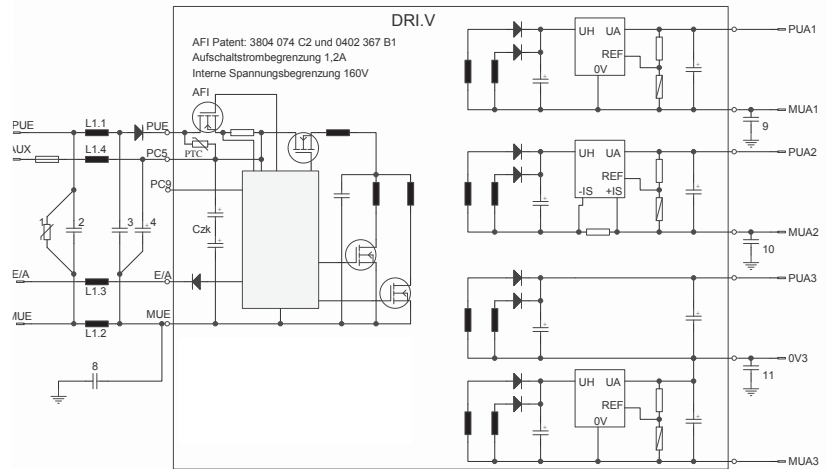 DRI.V
AFI Patent: 3804 074 C2 und 0402 367 B1
Aufschaltstrombegrenzung 1,2A
Interne Spannungsbegrenzung 160V
AFI
PUE
L1.1
PUE
AUX
L1.4
PC5
PTC
PC9
1
2
3
4
Czk
E/A
L1.3
E/A
MUE
L1.2
MUE
8
UH UA
REF
0V
PUA1
MUA1
9
UH UA
REF
-IS +IS
PUA2
MUA2
10
PUA3
0V3
11
UH UA
REF
0V
MUA3